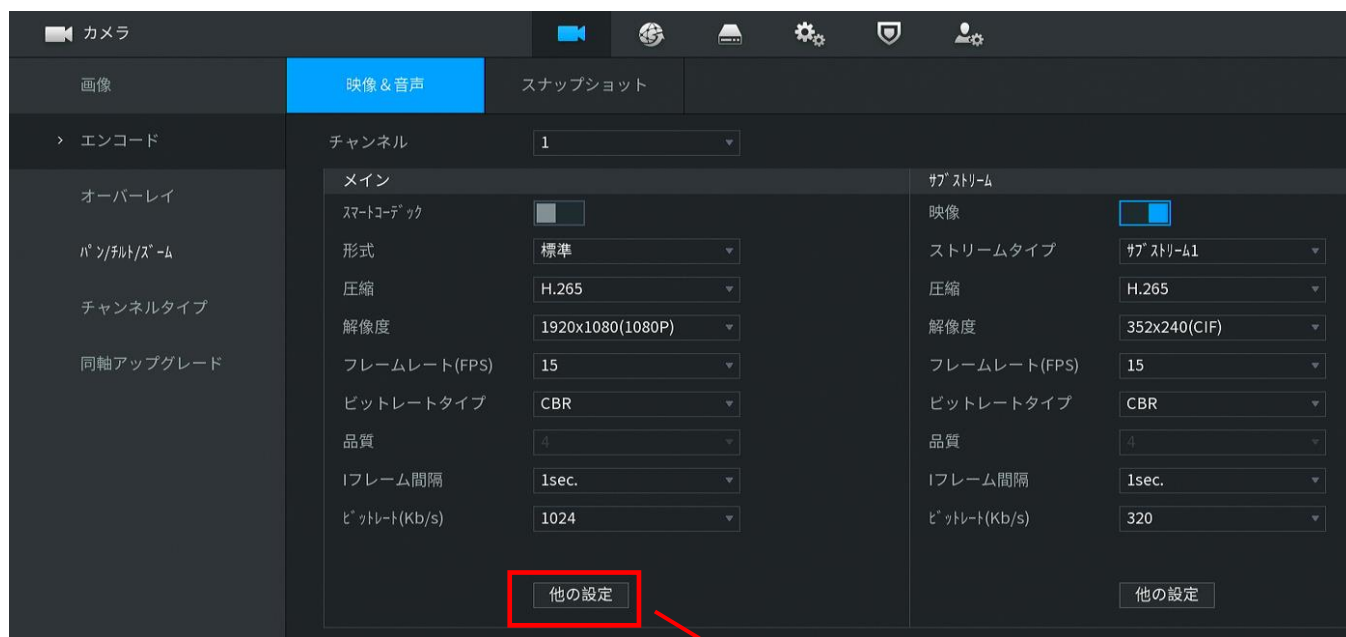 カメラ
画像
エンコード
オーバーレイ
ﾊﾟﾝ/ﾁﾙﾄ/ｽﾞｰﾑ
チャンネルタイプ
同軸アップグレード
映像&音声 スナップショット
チャンネル 1
メイン
ｽﾏｰﾄｺｰﾃﾞｯｸ
形式 標準
圧縮 H.265
解像度 1920x1080(1080P)
フレームレート(FPS) 15
ビットレートタイプ CBR
品質 4
Iフレーム間隔 1sec.
ﾋﾞｯﾄﾚｰﾄ(Kb/s) 1024
他の設定
ｻﾌﾞｽﾄﾘｰﾑ
映像
ストリームタイプ ｻﾌﾞｽﾄﾘｰﾑ1
圧縮 H.265
解像度 352x240(CIF)
フレームレート(FPS) 15
ビットレートタイプ CBR
品質 4
Iフレーム間隔 1sec.
ﾋﾞｯﾄﾚｰﾄ(Kb/s) 320
他の設定